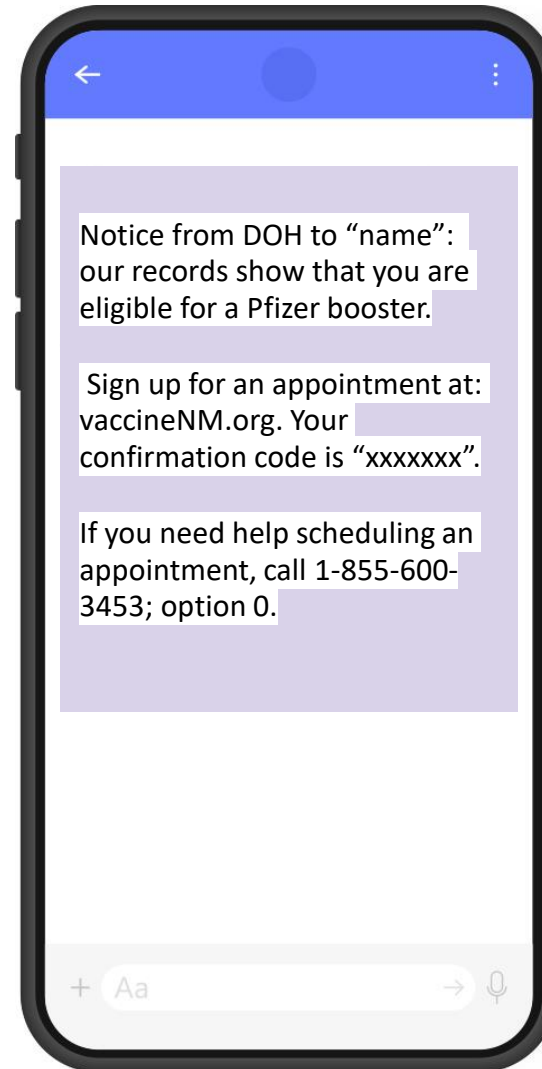 Notice from DOH to “name”:
our records show that you are
eligible for a Pfizer booster.
Sign up for an appointment at:
vaccineNM.org. Your
confirmation code is “xxxxxxx”.
If you need help scheduling an
appointment, call 1-855-600-
3453; option 0.
Aa